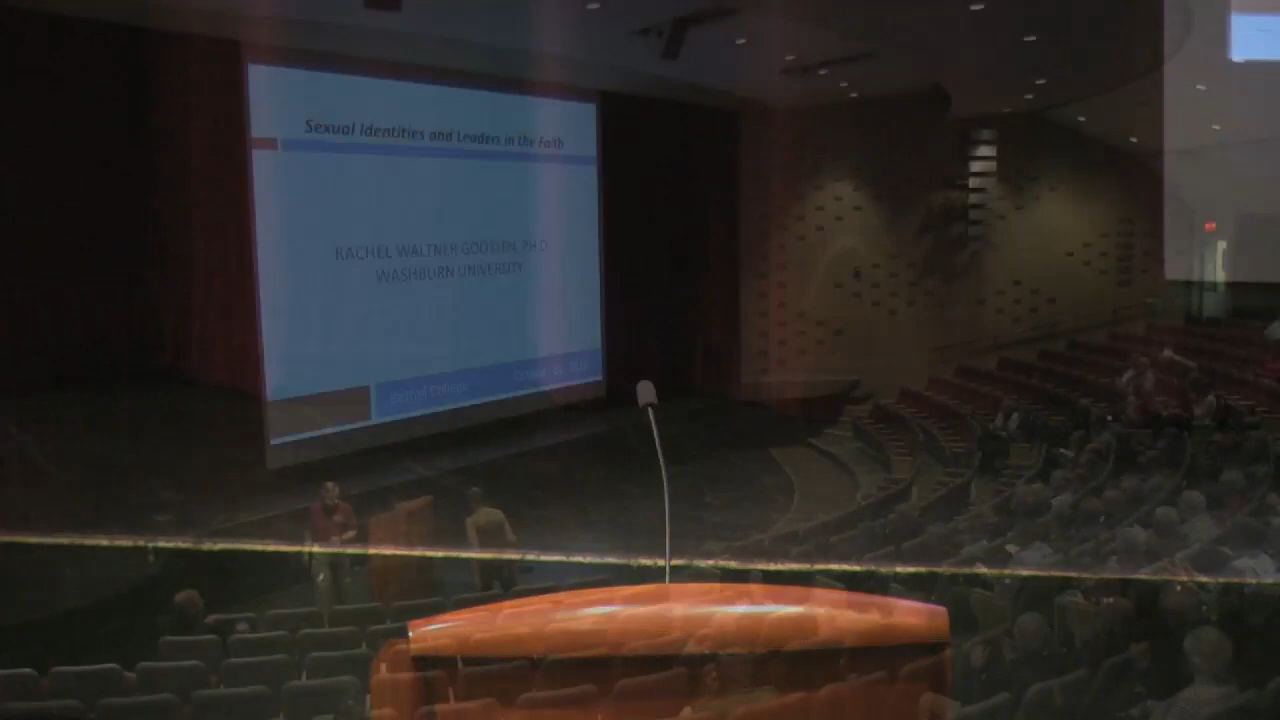 Sexual Identities and Leaders in the Faith
RACHEL WALTNER GOOSSEN, PH.D.
WASHBURN UNIVERSITY
Bethel College